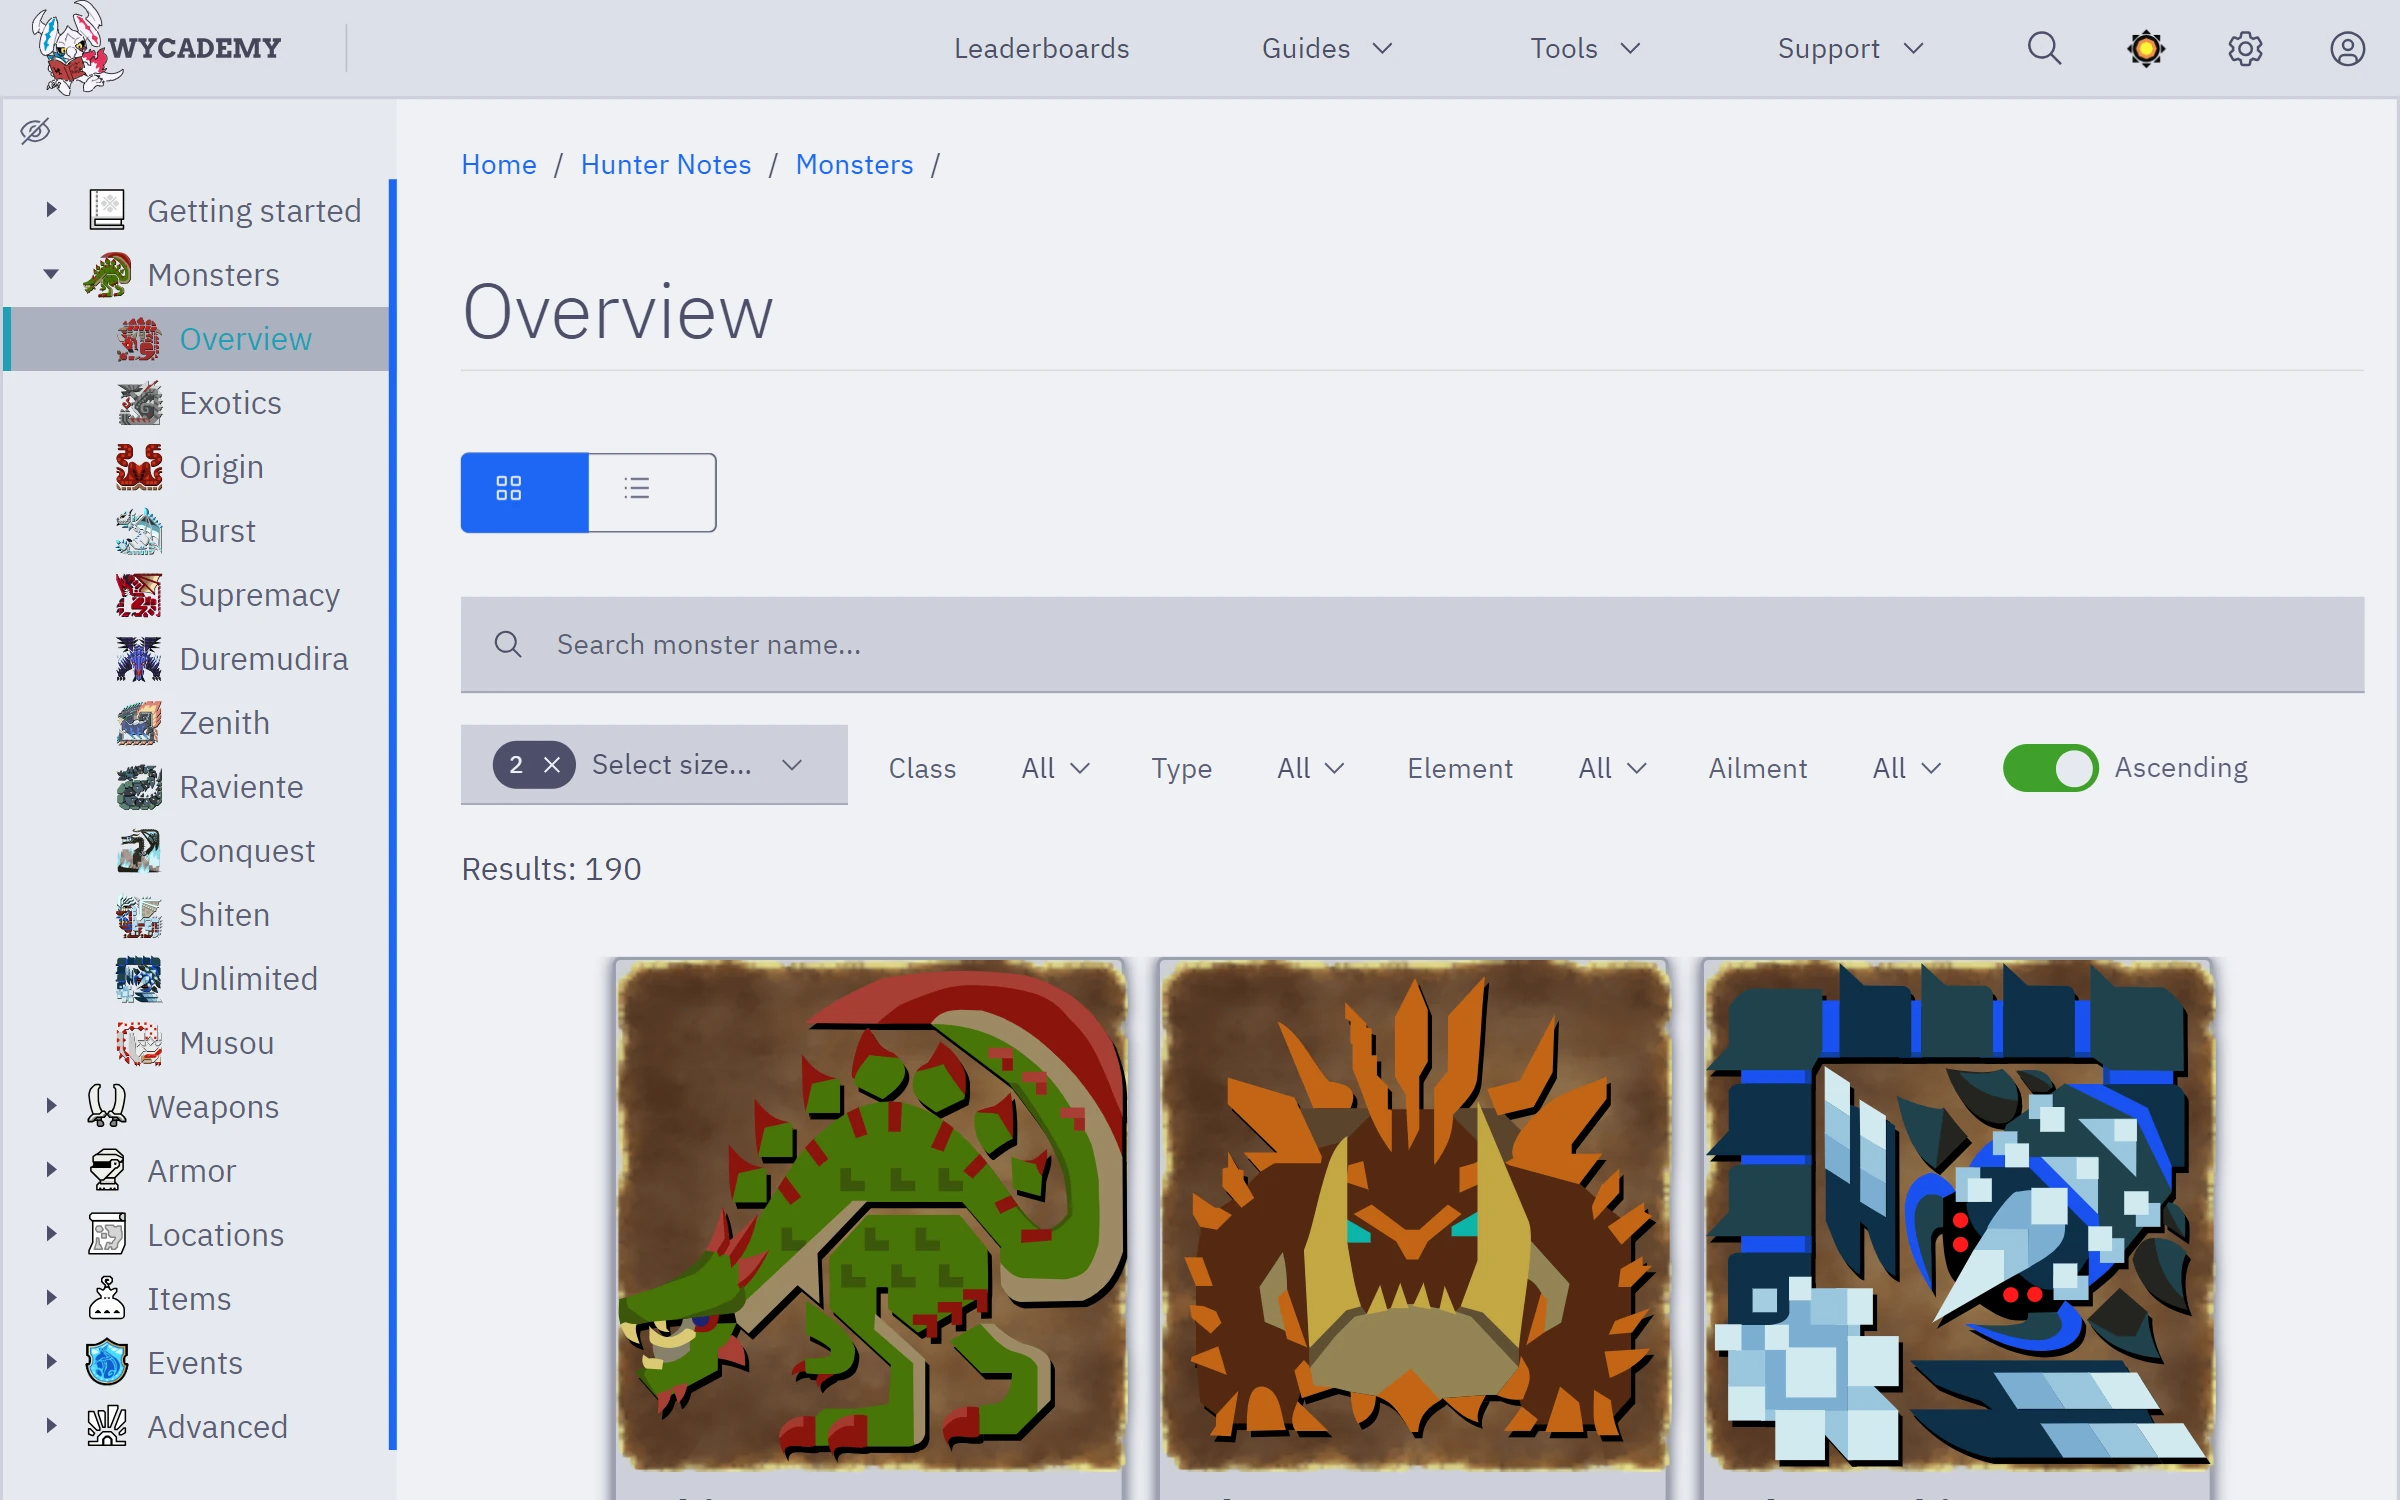 WYCADEMY
Leaderboards
Guides
Tools
Support
Home / Hunter Notes / Monsters /
Getting started
Monsters
Overview
Exotics
Origin
Burst
Supremacy
Duremudira
Zenith
Raviente
Conquest
Shiten
Unlimited
Musou
Weapons
Armor
Locations
Items
Events
Advanced
Overview
Search monster name...
2 Select size...
Class All
Type All
Element All
Ailment All
Ascending
Results: 190